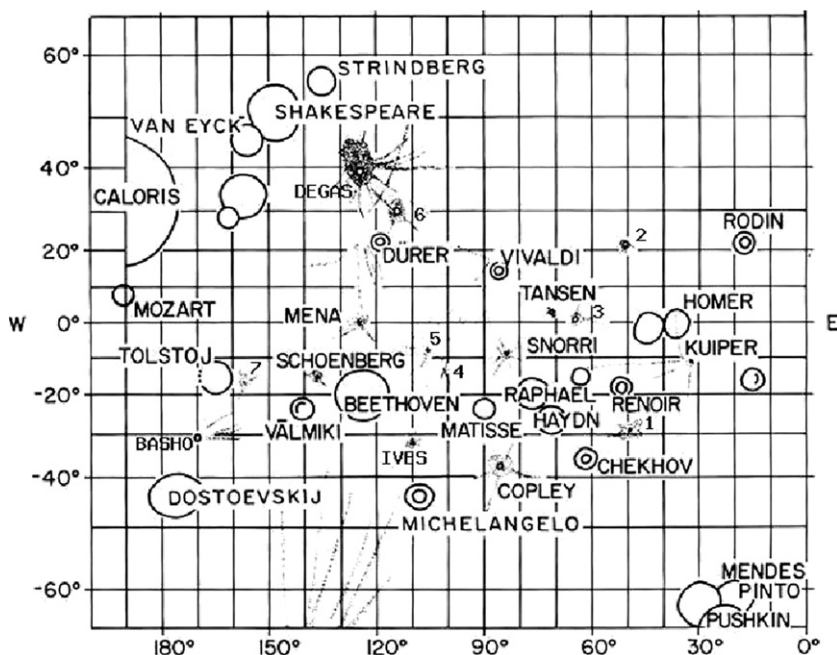 60°
STRINDBERG
SHAKESPEARE
VAN EYCK
40°
CALORIS
DEGAS
6
RODIN
20°
DURER
VIVALDI
2
TANSEN
HOMER
W
MOZART
0°
MENA
3
E
TOLSTOJ
7
SCHOENBERG
5
4
SNORRI
KUIPER
-20°
BEETHOVEN
RAPHAEL
RENOIR
VĀLMIKI
MATISSE
HAYDN
1
BASHO
IVES
CHEKHOV
-40°
DOSTOEVSKIJ
COPLEY
MICHELANGELO
-60°
MENDES
PINTO
PUSHKIN
180° 150° 120° 90° 60° 30° 0°